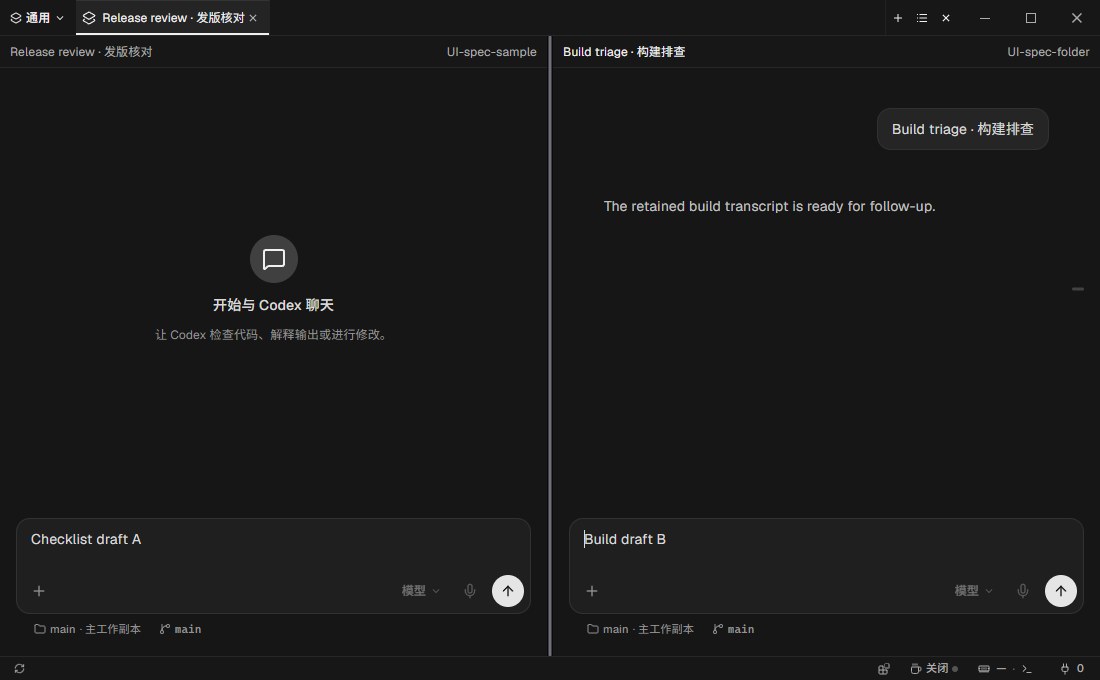 通用
Release review · 发版核对
Release review · 发版核对
UI-spec-sample
Build triage · 构建排查
UI-spec-folder
Build triage · 构建排查
The retained build transcript is ready for follow-up.
开始与 Codex 聊天
让 Codex 检查代码、解释输出或进行修改。
Checklist draft A
模型
main · 主工作副本
main
Build draft B
模型
main · 主工作副本
main
关闭
— ·
0